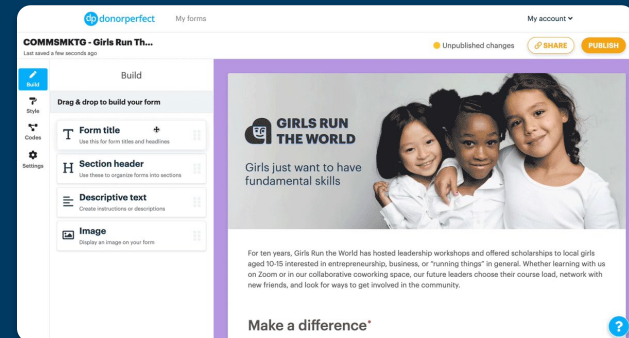 dp donorperfect
My forms
My account
COMMSMKTG - Girls Run Th...
Last saved a few seconds ago
Unpublished changes
SHARE
PUBLISH
Build
Style
Codes
Settings
Build
Drag & drop to build your form
T Form title
Use this for form titles and headlines
H Section header
Use these to organize forms into sections
Descriptive text
Create instructions or descriptions
Image
Display an image on your form
GIRLS RUN
THE WORLD
Girls just want to have
fundamental skills
For ten years, Girls Run the World has hosted leadership workshops and offered scholarships to local girls
aged 10-15 interested in entrepreneurship, business, or "running things" in general. Whether learning with us
on Zoom or in our collaborative coworking space, our future leaders choose their course load, network with
new friends, and look for ways to get involved in the community.
Make a difference*
?